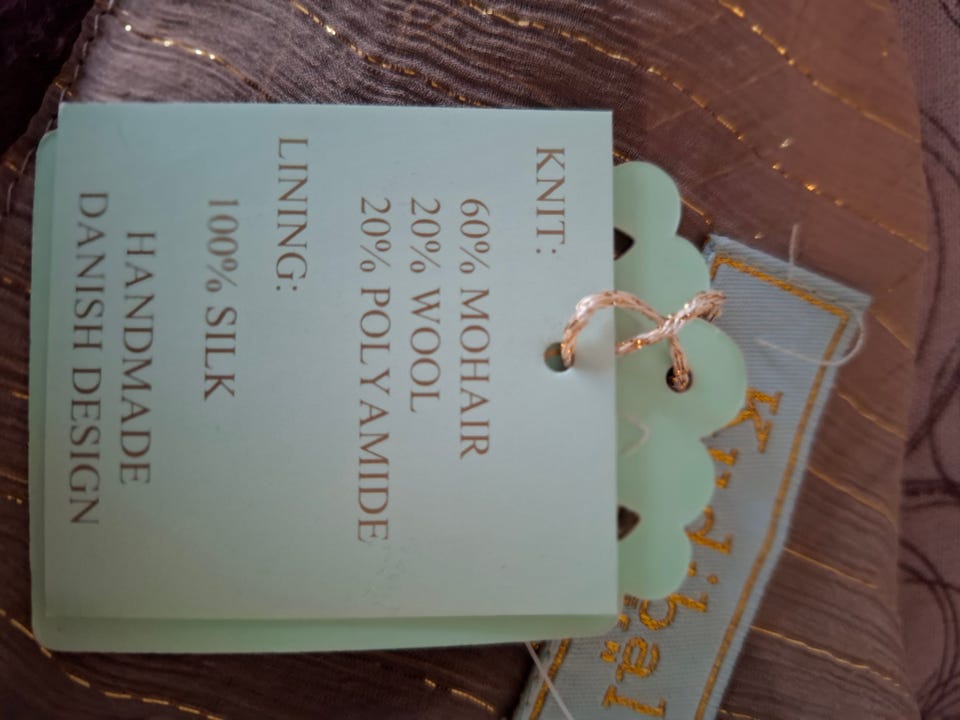 KNIT:
60% MOHAIR
20% WOOL
20% POLYAMIDE
LINING:
100% SILK
HANDMADE
DANISH DESIGN